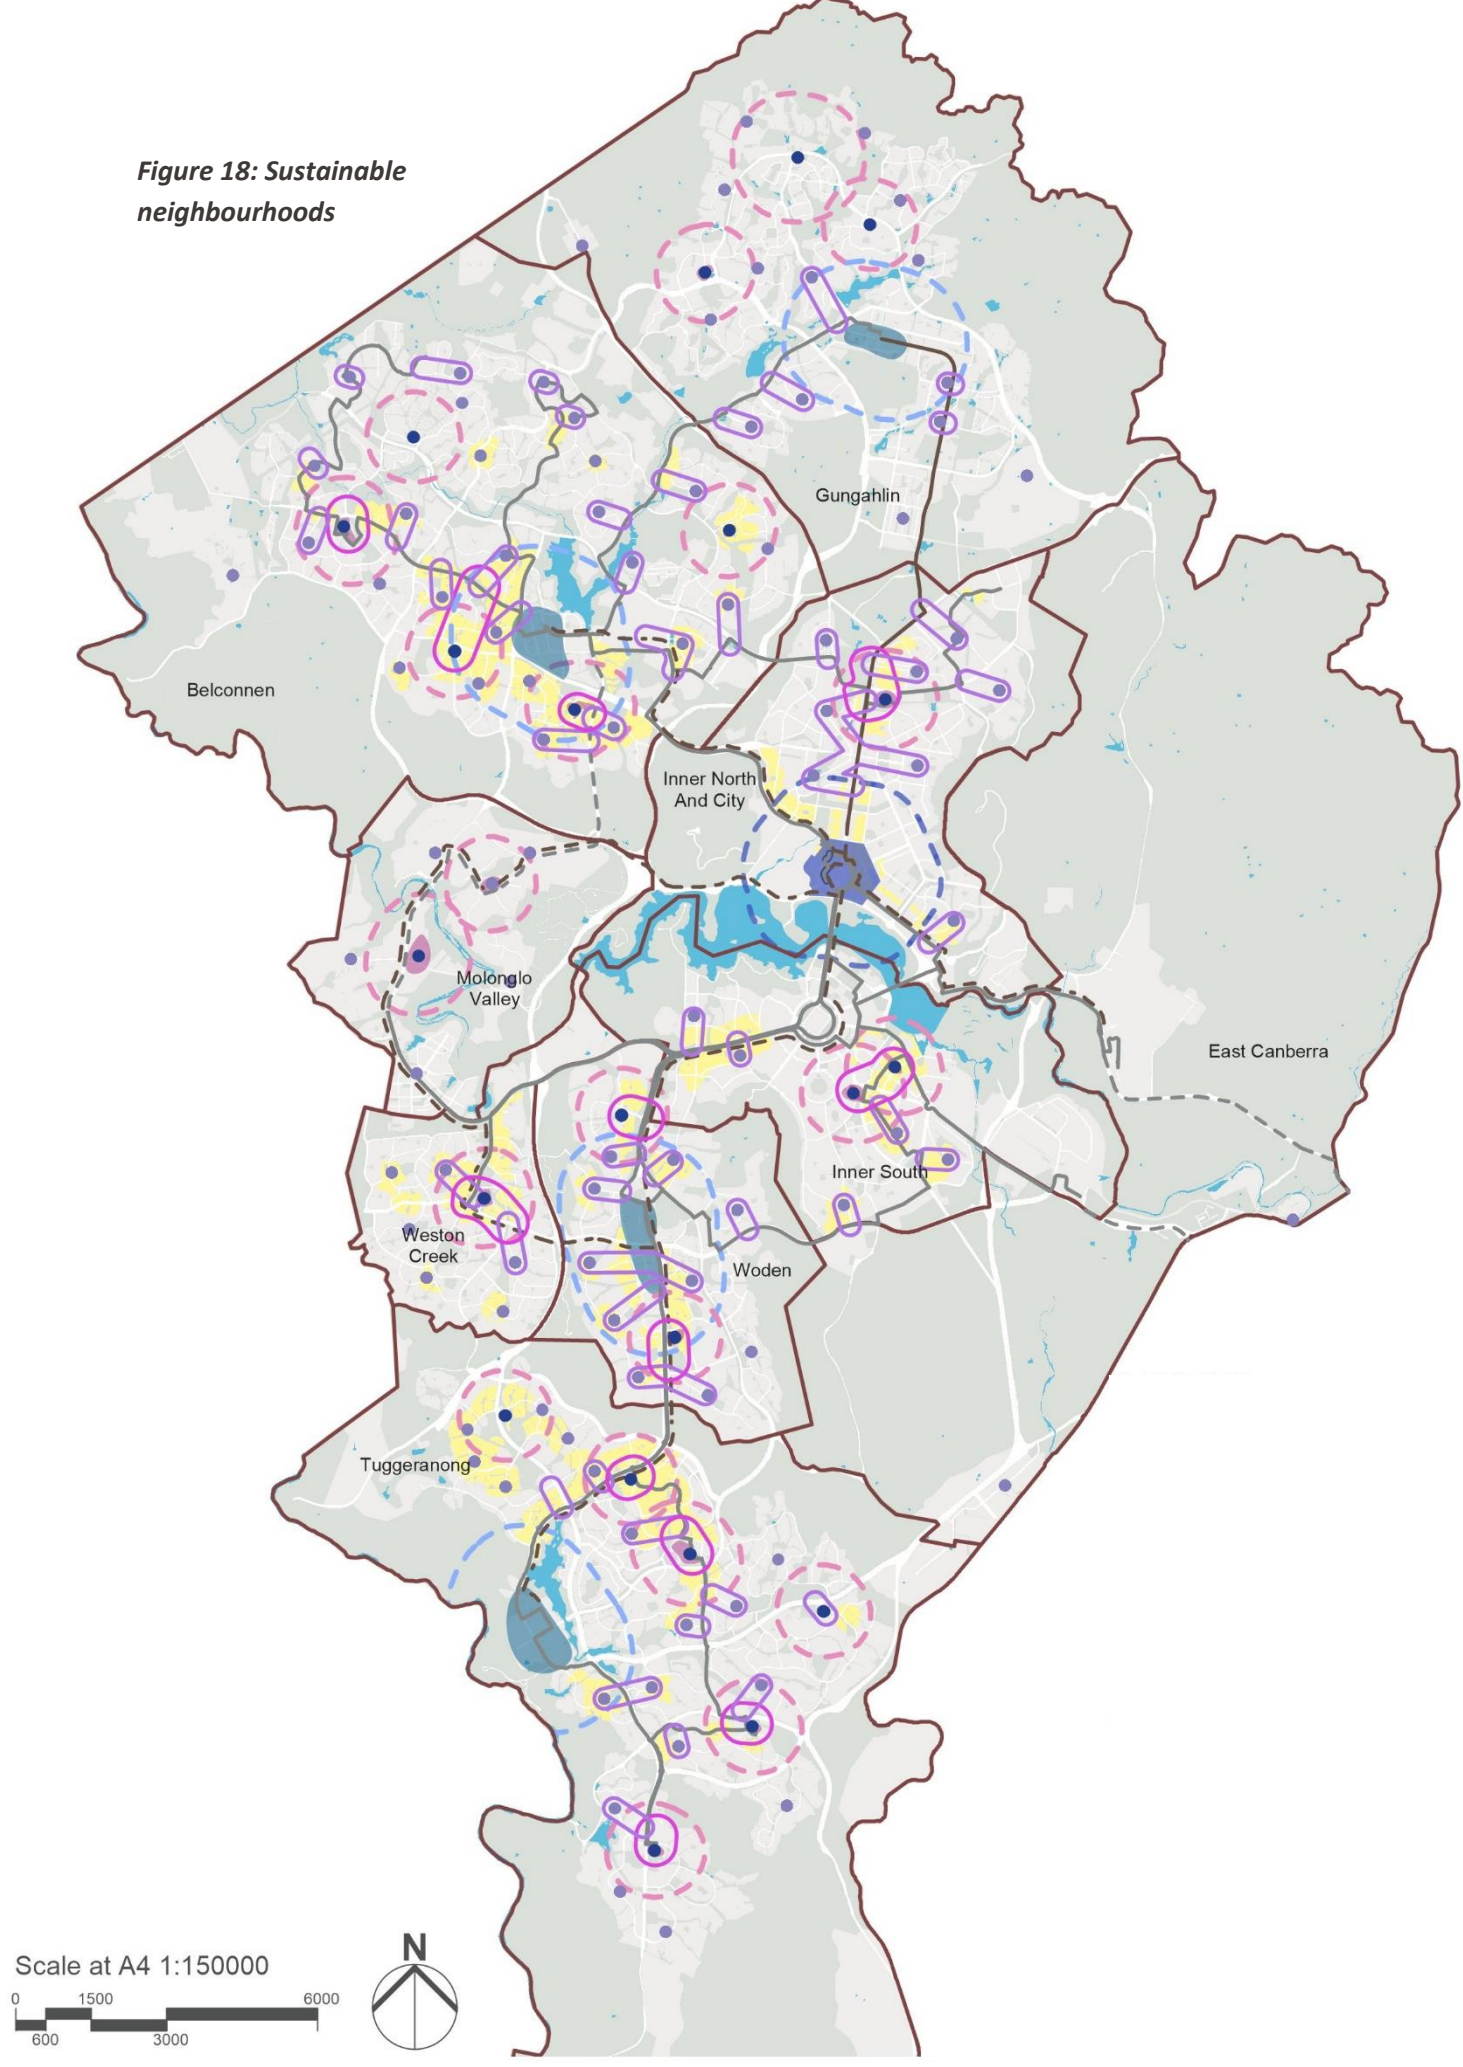 Figure 18: Sustainable
neighbourhoods
Gungahlin
Belconnen
Inner North
And City
Molonglo
Valley
East Canberra
Inner South
Weston
Creek
Woden
Tuggeranong
N
Scale at A4 1:150000
0 1500 6000
600 3000